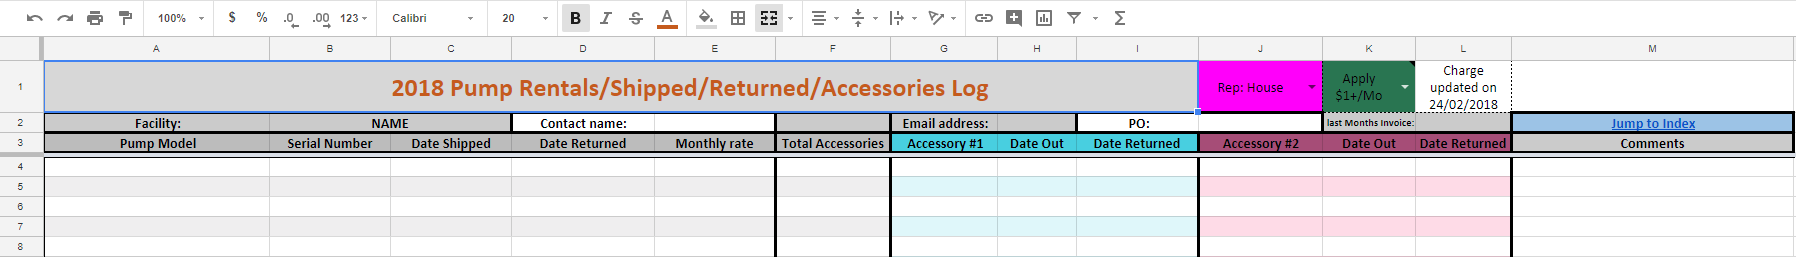 100% $ % .0 .00 123 Calibri 20 B I S A
A B C D E F G H I J K L M
1 2018 Pump Rentals/Shipped/Returned/Accessories Log Rep: House Apply $1+/Mo Charge updated on 24/02/2018
2 Facility: NAME Contact name: Email address: PO: last Months Invoice: Jump to Index
3 Pump Model Serial Number Date Shipped Date Returned Monthly rate Total Accessories Accessory #1 Date Out Date Returned Accessory #2 Date Out Date Returned Comments
4
5
6
7
8